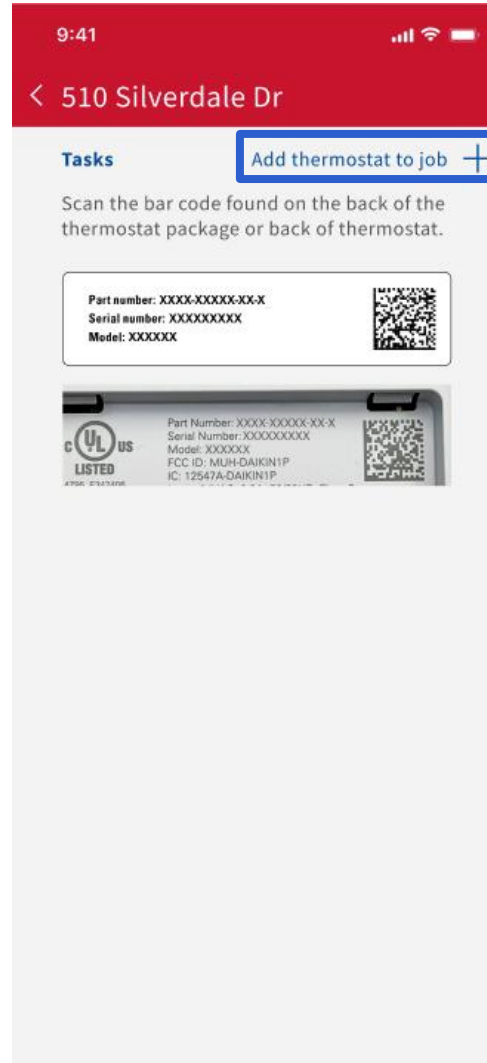 9:41
510 Silverdale Dr
Tasks
Add thermostat to job
Scan the bar code found on the back of the
thermostat package or back of thermostat.
Part number: XXXX-XXXXX-XX-X
Serial number: XXXXXXXXX
Model: XXXXXX
Part Number: XXXX-XXXXX-XX-X
Serial Number: XXXXXXXXX
Model: XXXXXX
FCC ID: MUH-DAIKIN1P
IC: 12547A-DAIKIN1P
C UL US
LISTED